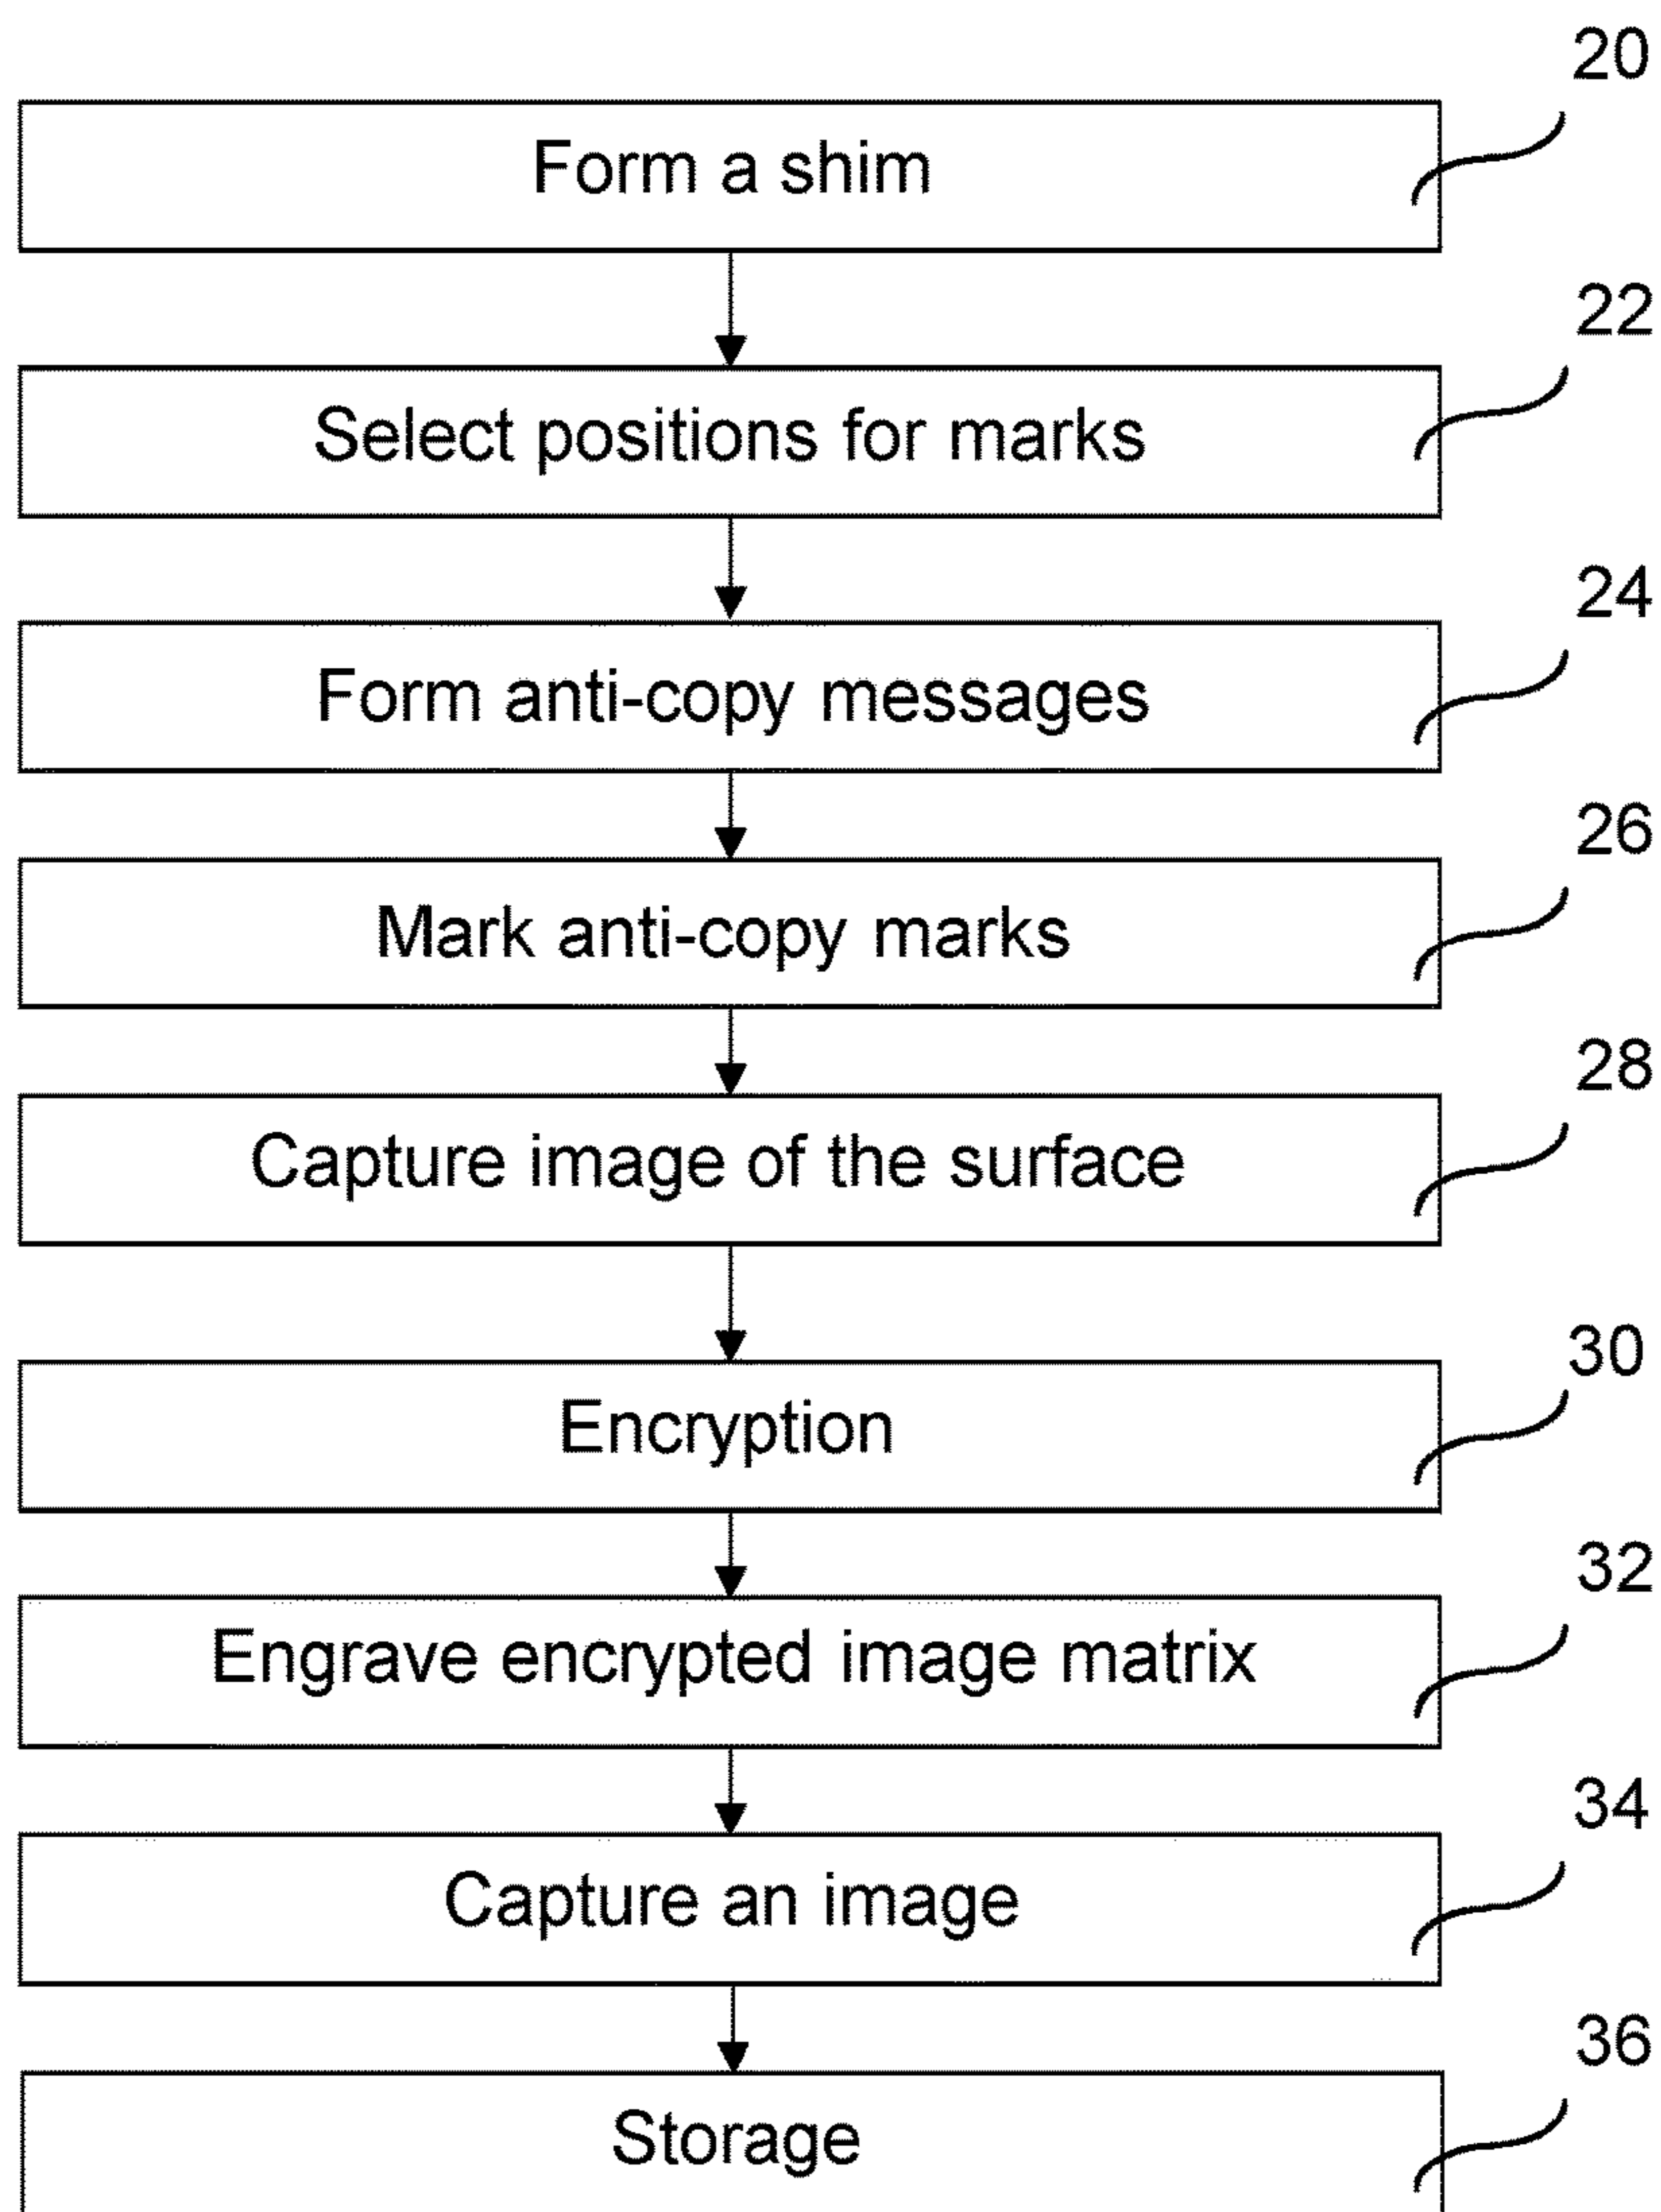 20
Form a shim
22
Select positions for marks
24
Form anti-copy messages
26
Mark anti-copy marks
28
Capture image of the surface
30
Encryption
32
Engrave encrypted image matrix
34
Capture an image
36
Storage